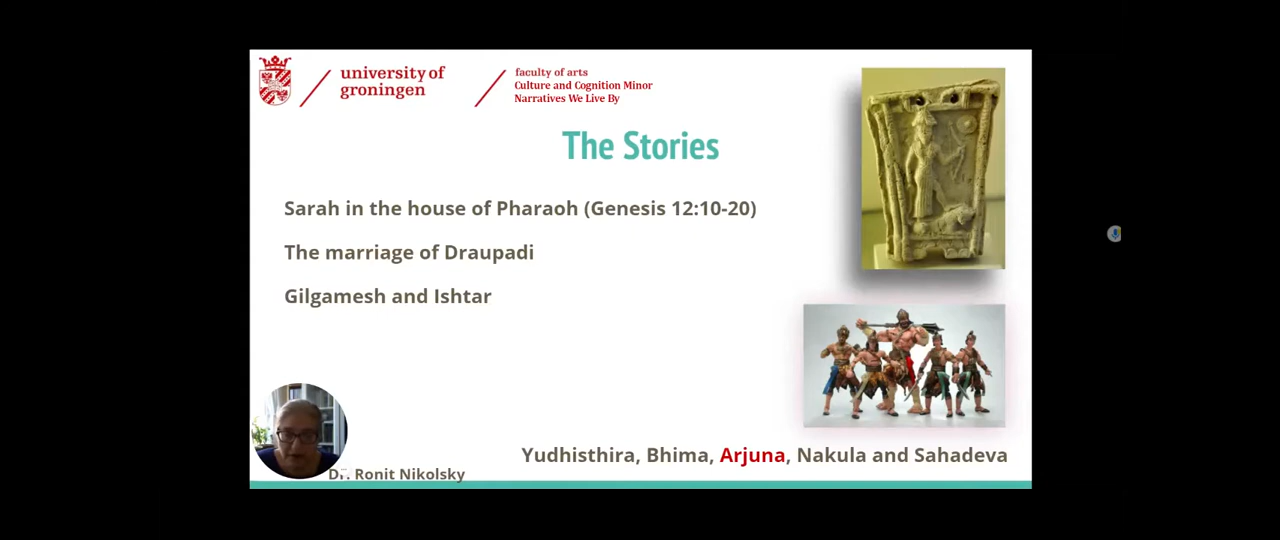 university of
groningen
faculty of arts
Culture and Cognition Minor
Narratives We Live By
The Stories
Sarah in the house of Pharaoh (Genesis 12:10-20)
The marriage of Draupadi
Gilgamesh and Ishtar
Yudhisthira, Bhima, Arjuna, Nakula and Sahadeva
Dr. Ronit Nikolsky